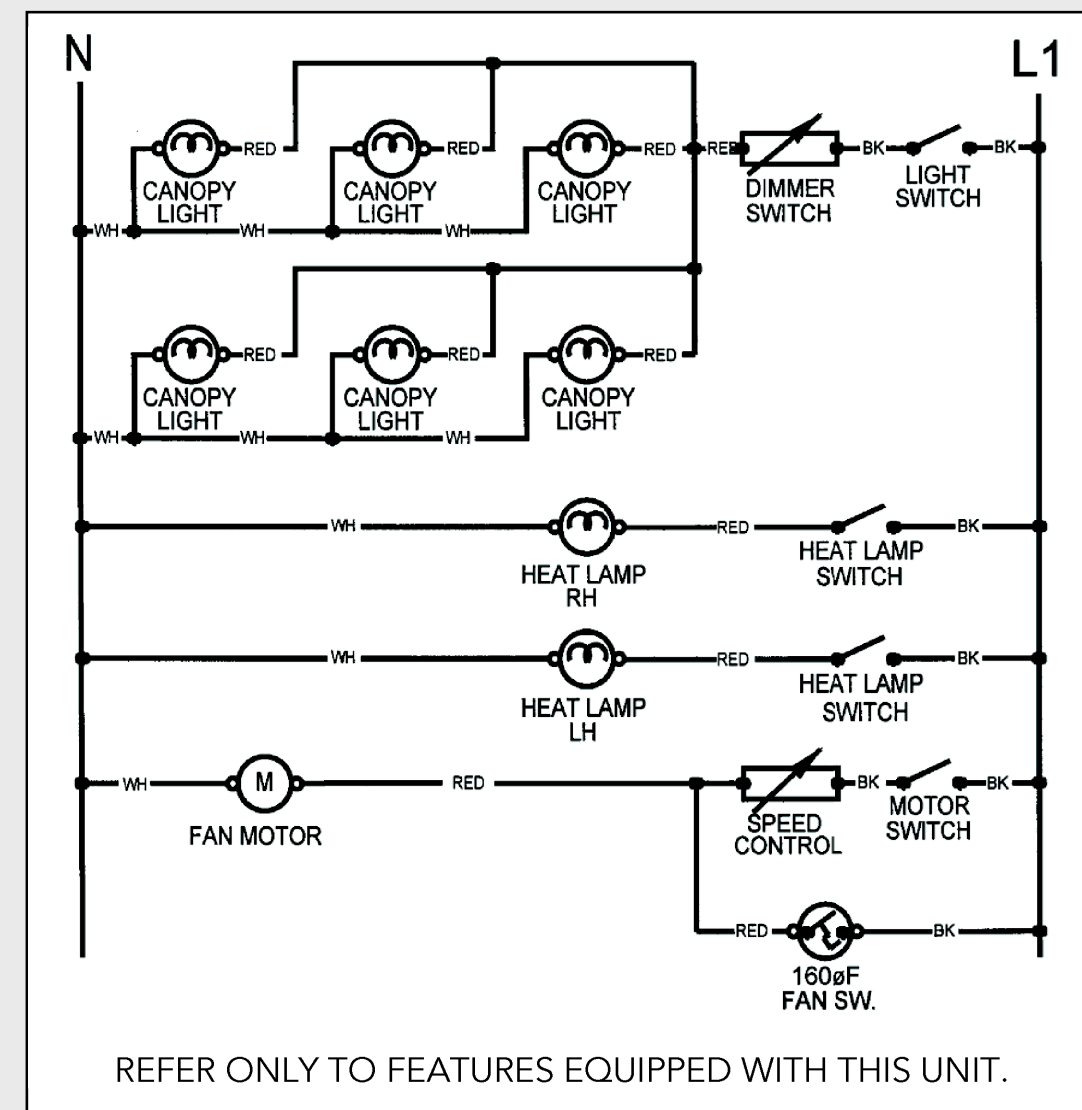 N
L1
RED
RED
RED
RED
BK
BK
CANOPY
LIGHT
CANOPY
LIGHT
CANOPY
LIGHT
DIMMER
SWITCH
LIGHT
SWITCH
WH
WH
WH
RED
RED
RED
CANOPY
LIGHT
CANOPY
LIGHT
CANOPY
LIGHT
WH
WH
WH
WH
RED
BK
HEAT LAMP
RH
HEAT LAMP
SWITCH
WH
RED
BK
HEAT LAMP
LH
HEAT LAMP
SWITCH
WH
M
RED
BK
BK
FAN MOTOR
SPEED
CONTROL
MOTOR
SWITCH
RED
BK
160øF
FAN SW.
REFER ONLY TO FEATURES EQUIPPED WITH THIS UNIT.